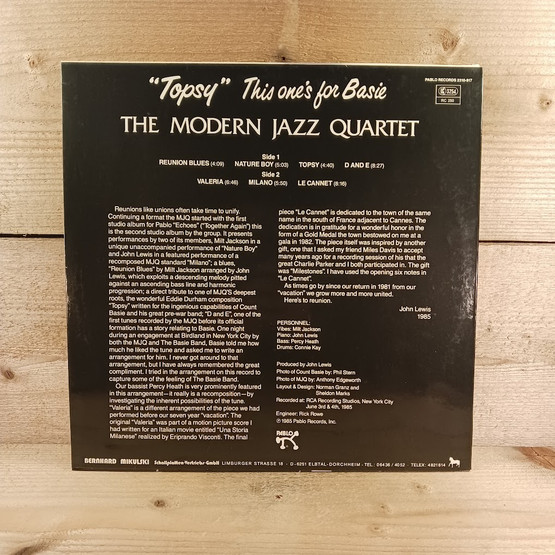 PABLO RECORDS 2310-917
"Topsy" This one's for Basie
THE MODERN JAZZ QUARTET
Side 1
REUNION BLUES (4:09) NATURE BOY (5:03) TOPSY (4:40) D AND E (8:27)
Side 2
VALERIA (6:46) MILANO (5:50) LE CANNET (8:16)
Reunions like unions often take time to unify.
Continuing a format the MJQ started with the first
studio album for Pablo "Echoes" ("Together Again") this
is the second studio album by the group. It presents
performances by two of its members, Milt Jackson in a
unique unaccompanied performance of "Nature Boy"
and John Lewis in a featured performance of a
recomposed MJQ standard "Milano"; a blues,
"Reunion Blues" by Milt Jackson arranged by John
Lewis, which exploits a descending melody pitted
against an ascending bass line and harmonic
progression; a direct tribute to one of MJQ'S deepest
roots, the wonderful Eddie Durham composition
"Topsy" written for the ingenious capabilities of Count
Basie and his great pre-war band; "D and E", one of the
first tunes recorded by the MJQ before its official
formation has a story relating to Basie. One night
during an engagement at Birdland in New York City by
both the MJQ and The Basie Band, Basie told me how
much he liked the tune and asked me to write an
arrangement for him. I never got around to that
arrangement, but I have always remembered the great
compliment. I tried in the arrangement on this record to
capture some of the feeling of The Basie Band.
Our bassist Percy Heath is very prominently featured
in this arrangement—it really is a recomposition—by
investigating the inherent possibilities of the tune.
"Valeria" is a different arrangement of the piece we had
performed before our seven year "vacation". The
original "Valeria" was part of a motion picture score I
had written for an Italian movie entitled "Una Storia
Milanese" realized by Eriprando Visconti. The final
piece "Le Cannet" is dedicated to the town of the same
name in the south of France adjacent to Cannes. The
dedication is in gratitude for a wonderful honor in the
form of a Gold Medal the town bestowed on me at a
gala in 1982. The piece itself was inspired by another
gift, one that I asked my friend Miles Davis to accept
many years ago for a recording session of his that the
great Charlie Parker and I both participated in. The gift
was "Milestones". I have used the opening six notes in
"Le Cannet".
As times go by since our return in 1981 from our
"vacation" we grow more and more united.
Here's to reunion.
John Lewis
1985
PERSONNEL:
Vibes: Milt Jackson
Piano: John Lewis
Bass: Percy Heath
Drums: Connie Kay
Produced by John Lewis
Photo of Count Basie by: Phil Stern
Photo of MJQ by: Anthony Edgeworth
Layout & Design: Norman Granz and
Sheldon Marks
Recorded at: RCA Recording Studios, New York City
June 3rd & 4th, 1985
Engineer: Rick Rowe
℗ 1985 Pablo Records, Inc.
PABLO
BERNHARD MIKULSKI Schallplatten-Vertriebs-GmbH LIMBURGER STRASSE 18 · D-6251 ELBTAL-DORCHHEIM · TEL.: 06436 / 4052 · TELEX: 4821814